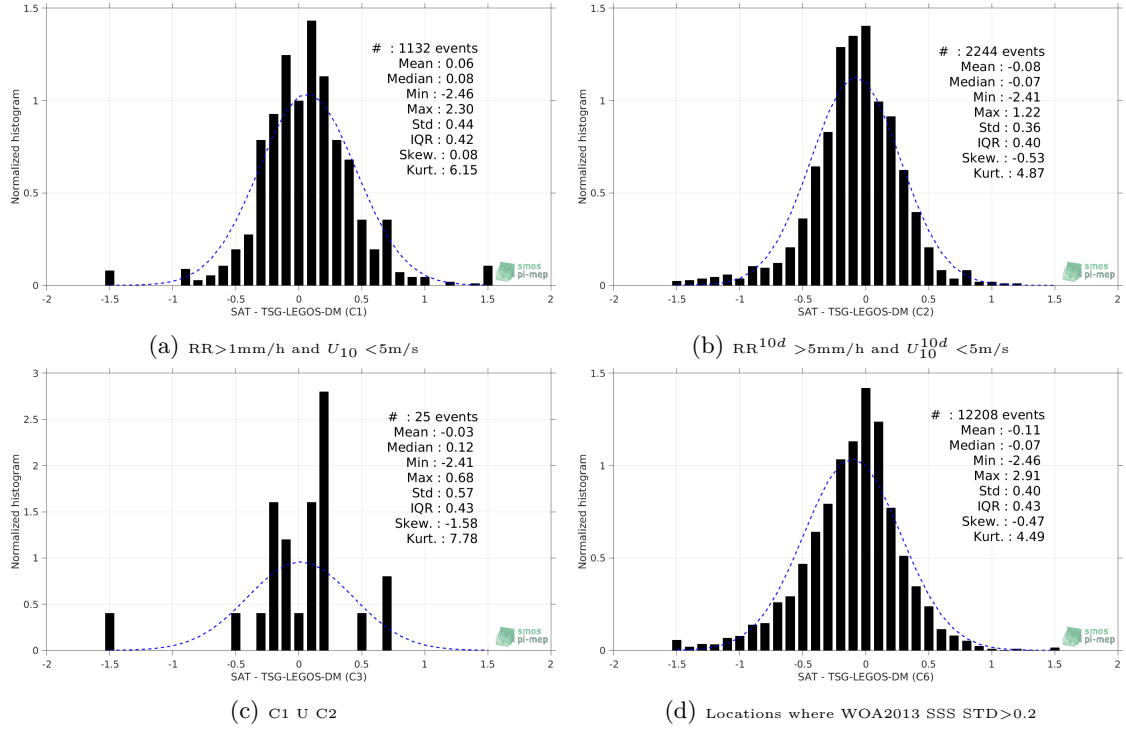 Normalized histogram
1.5
1
0.5
0
# : 1132 events
Mean : 0.06
Median : 0.08
Min : -2.46
Max : 2.30
Std : 0.44
IQR : 0.42
Skew. : 0.08
Kurt. : 6.15
smos
pi-mep
-2 -1.5 -1 -0.5 0 0.5 1 1.5 2
SAT - TSG-LEGOS-DM (C1)
(a) RR>1mm/h and U10 <5m/s
Normalized histogram
1.5
1
0.5
0
# : 2244 events
Mean : -0.08
Median : -0.07
Min : -2.41
Max : 1.22
Std : 0.36
IQR : 0.40
Skew. : -0.53
Kurt. : 4.87
smos
pi-mep
-2 -1.5 -1 -0.5 0 0.5 1 1.5 2
SAT - TSG-LEGOS-DM (C2)
(b) RR10d >5mm/h and U10 10d <5m/s
Normalized histogram
3
2.5
2
1.5
1
0.5
0
# : 25 events
Mean : -0.03
Median : 0.12
Min : -2.41
Max : 0.68
Std : 0.57
IQR : 0.43
Skew. : -1.58
Kurt. : 7.78
smos
pi-mep
-2 -1.5 -1 -0.5 0 0.5 1 1.5 2
SAT - TSG-LEGOS-DM (C3)
(c) C1 U C2
Normalized histogram
1.5
1
0.5
0
# : 12208 events
Mean : -0.11
Median : -0.07
Min : -2.46
Max : 2.91
Std : 0.40
IQR : 0.43
Skew. : -0.47
Kurt. : 4.49
smos
pi-mep
-2 -1.5 -1 -0.5 0 0.5 1 1.5 2
SAT - TSG-LEGOS-DM (C6)
(d) Locations where WOA2013 SSS STD>0.2